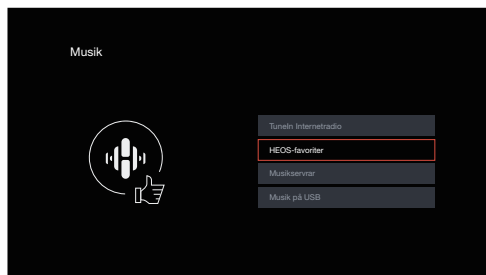 Musik
TuneIn Internetradio
HEOS-favoriter
Musikservrar
Musik på USB